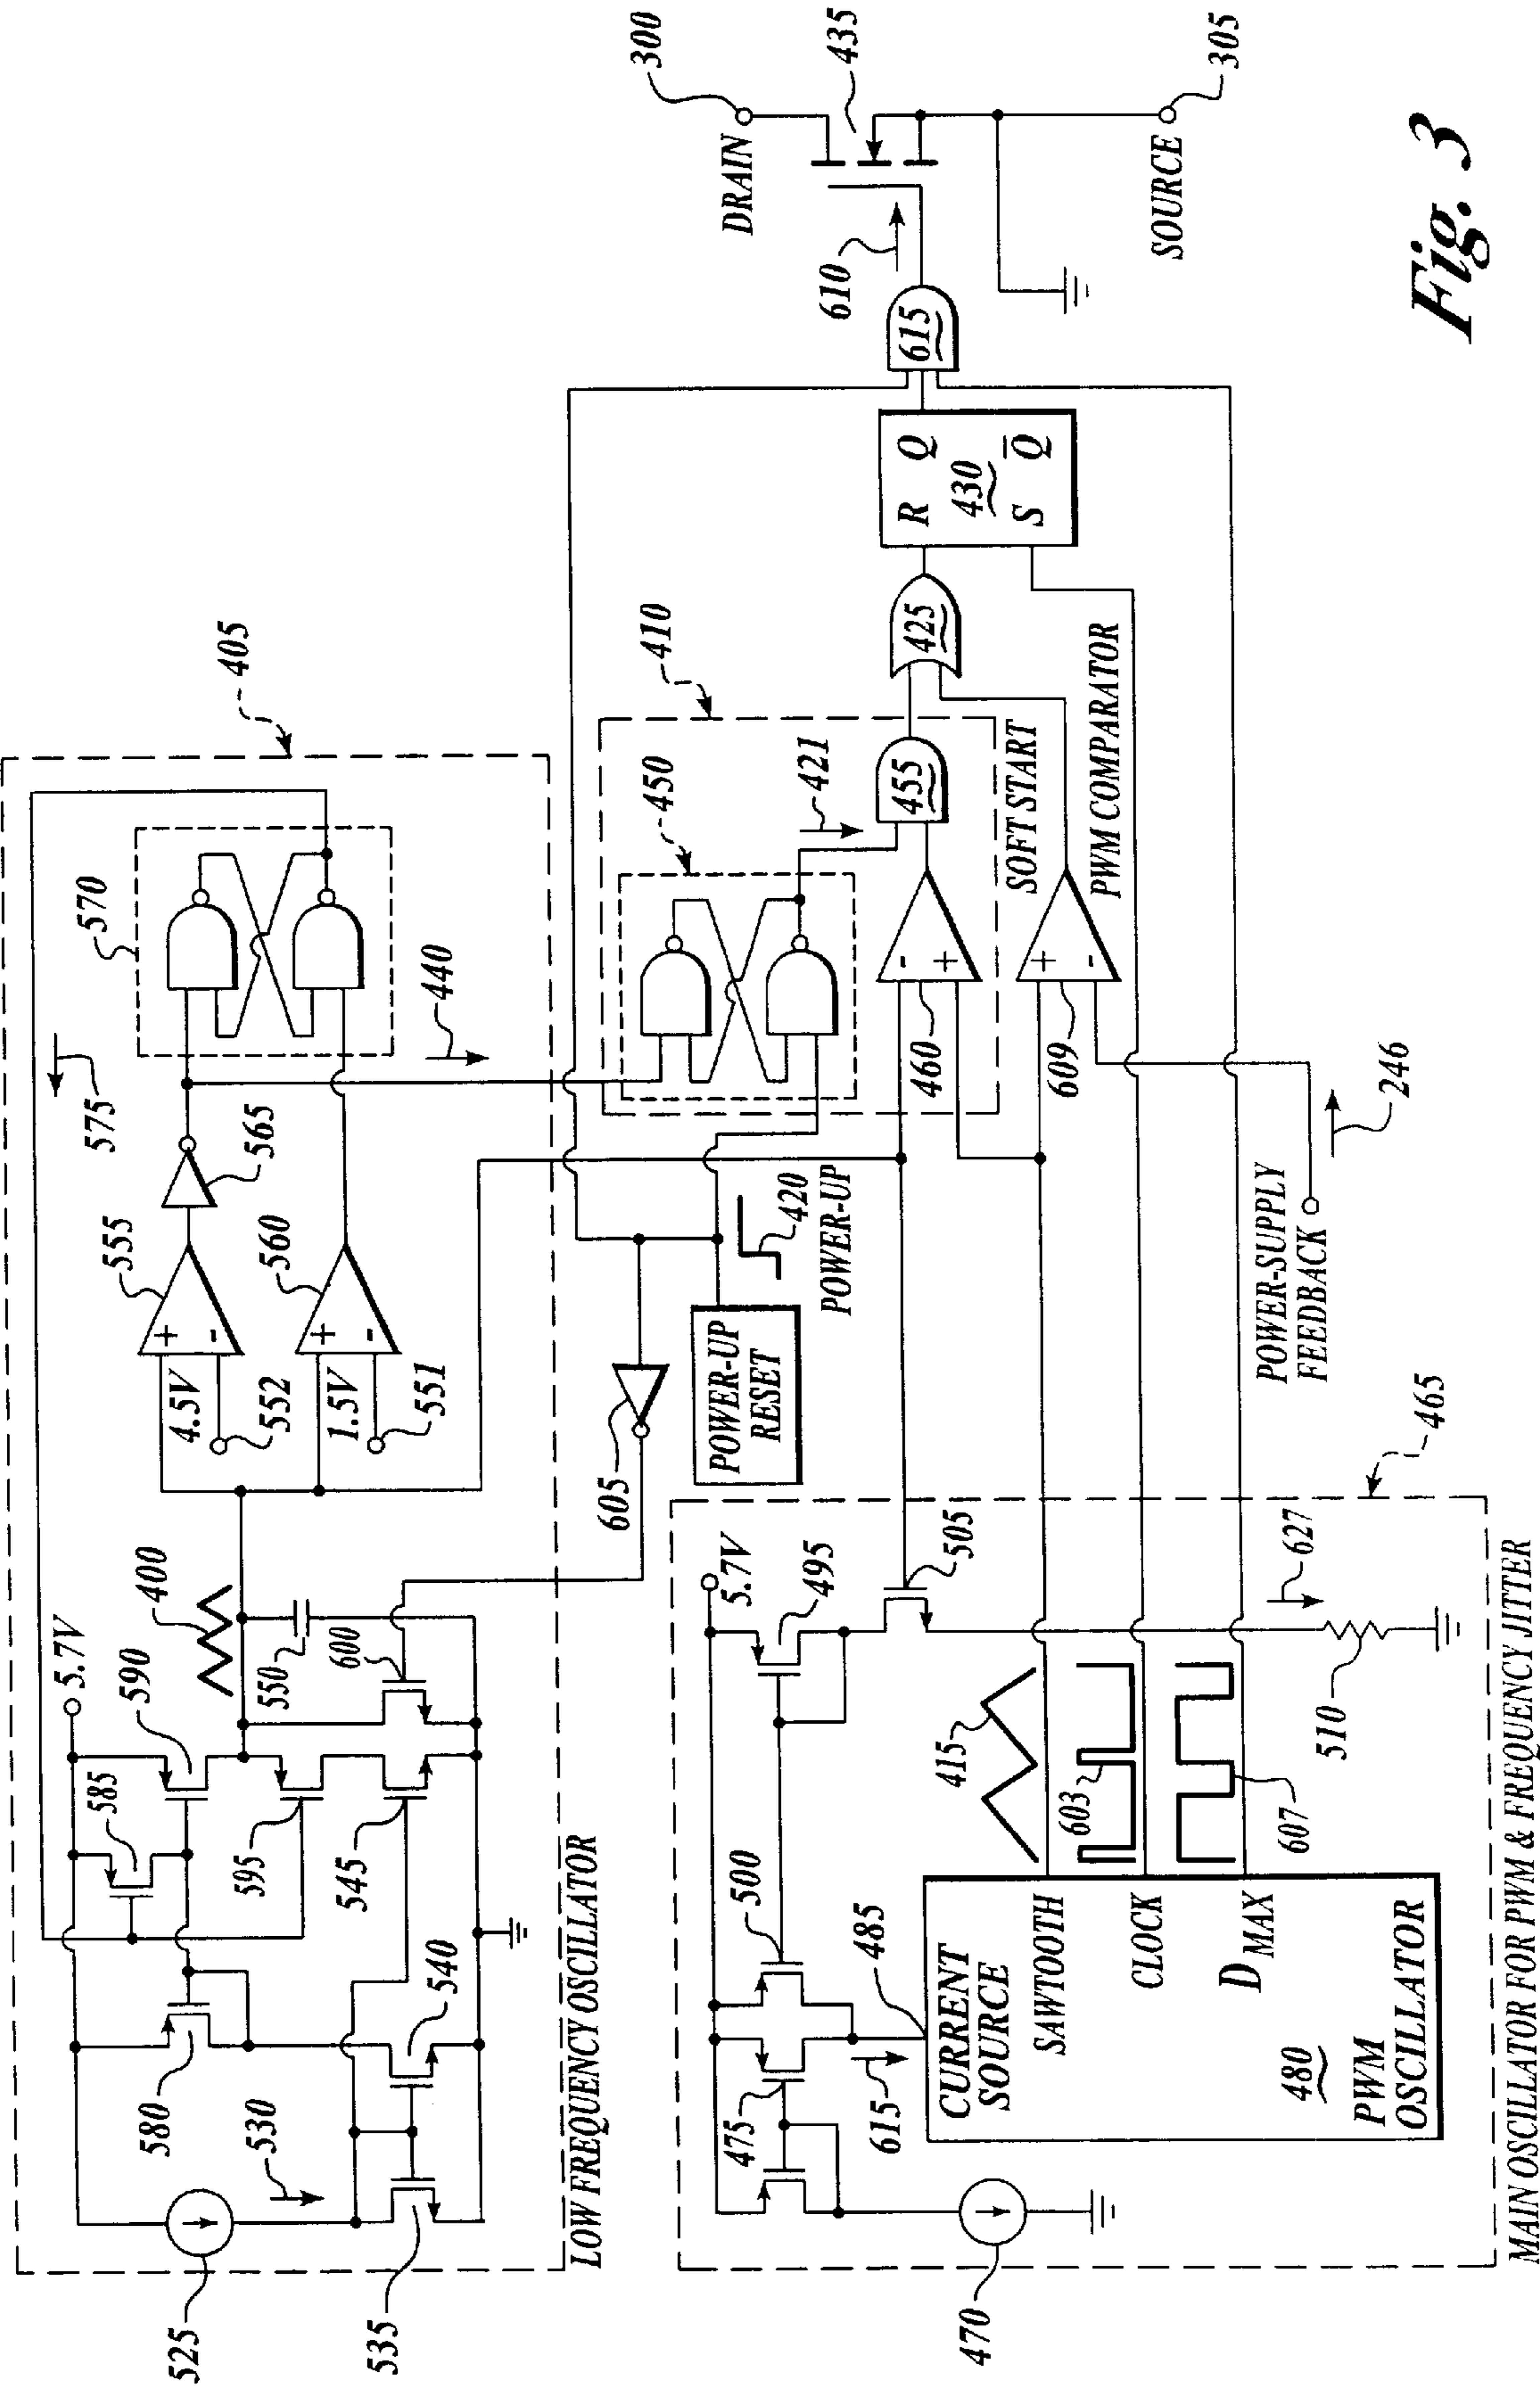 405
575
570
440
555
565
560
4.5V
552
1.5V
551
400
5.7V
590
585
550
600
595
545
580
540
530
525
535
LOW FREQUENCY OSCILLATOR
410
450
421
455
SOFT START
-
+
460
+
-
609
PWM COMPARATOR
425
R Q
430
S Q̄
615
610
DRAIN
300
435
SOURCE
305
605
POWER-UP
RESET
420
POWER-UP
POWER-SUPPLY
FEEDBACK
246
465
5.7V
495
505
627
510
500
475
615
485
470
CURRENT
SOURCE
SAWTOOTH
CLOCK
DMAX
480
PWM
OSCILLATOR
415
603
607
MAIN OSCILLATOR FOR PWM & FREQUENCY JITTER
Fig. 3